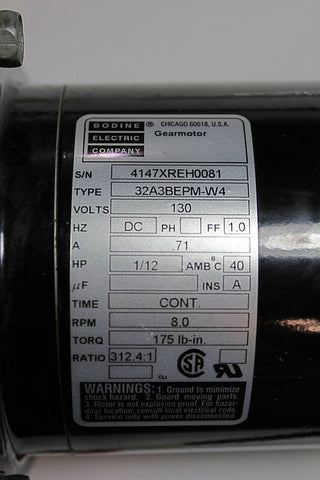 BODINE ® CHICAGO 60618, U.S.A.
ELECTRIC Gearmotor
COMPANY
S/N 4147XREH0081
TYPE 32A3BEPM-W4
VOLTS 130
HZ DC PH FF 1.0
A .71
HP 1/12 AMB °C 40
µF INS A
TIME CONT.
RPM 8.0
TORQ 175 lb-in.
RATIO 312.4:1
WARNINGS: 1. Ground to minimize
shock hazard. 2. Guard moving parts.
3. Motor is not explosion proof. For haza-
rdous location, consult local electrical code.
4. Service only with power disconnected.